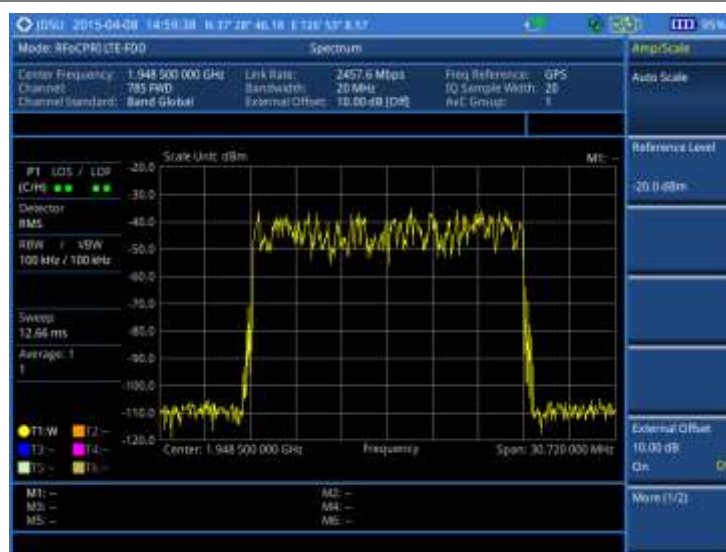 JDSU 2015-04-08 14:59:38
Mode: RFoCPRI LTE-FDD
Spectrum
Amp/Scale
Center Frequency: 1.948 500 000 GHz
Channel: 785 FWD
Channel Standard: Band Global
Link Rate: 2457.6 Mbps
Bandwidth: 20 MHz
External Offset: 10.00 dB [Off]
Freq Reference: GPS
IQ Sample Width: 20
AxC Group: 1
Auto Scale
Reference Level
-20.0 dBm
Scale Unit: dBm
M1: --
P1 LOS / LOF
(C/H)
Detector
RMS
RBW / VBW
100 kHz / 100 kHz
Sweep:
12.66 ms
Average: 1
1
-20.0
-30.0
-40.0
-50.0
-60.0
-70.0
-90.0
-100.0
-110.0
-120.0
T1:W T2:--
T3:-- T4:--
T5:-- T6:--
Center: 1.948 500 000 GHz
Frequency
Span: 30.720 000 MHz
External Offset
10.00 dB
On
More (1/2)
M1: --
M2: --
M3: --
M4: --
M5: --
M6: --